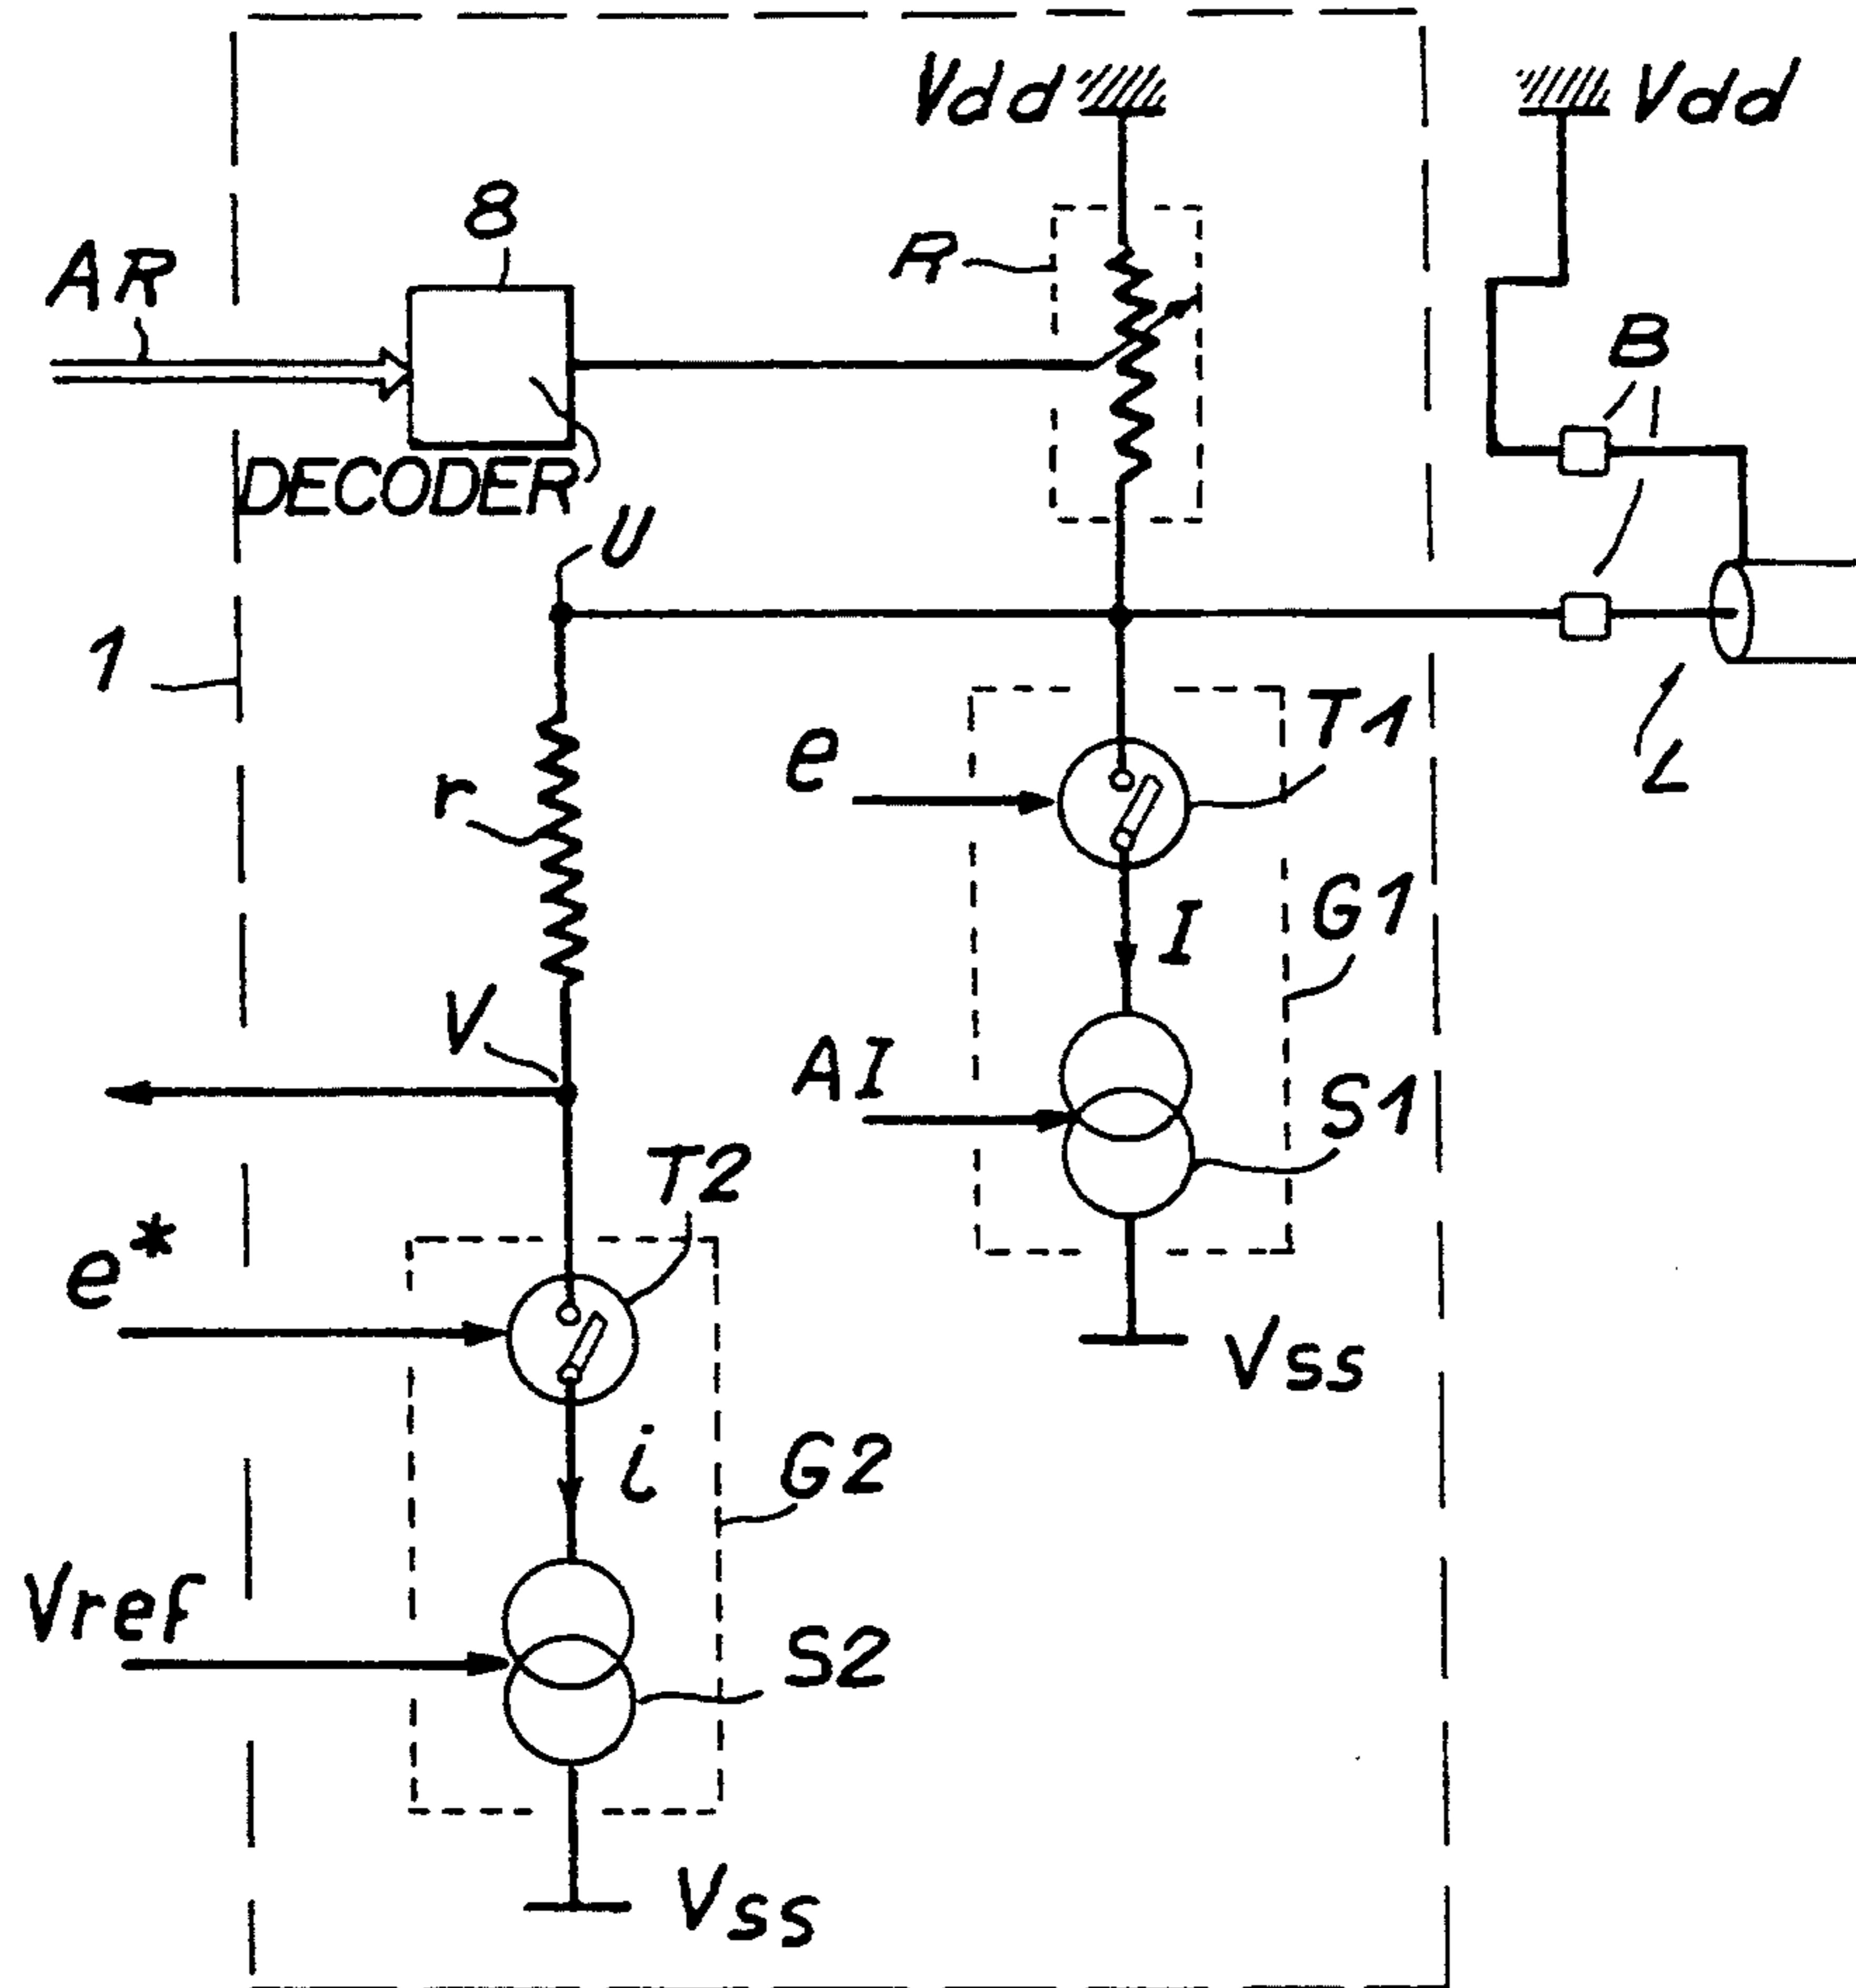 Vdd
Vdd
8
AR
R
B
DECODER
U
1
T1
L
e
r
G1
I
V
AI
S1
T2
e*
Vss
i
G2
Vref
S2
Vss